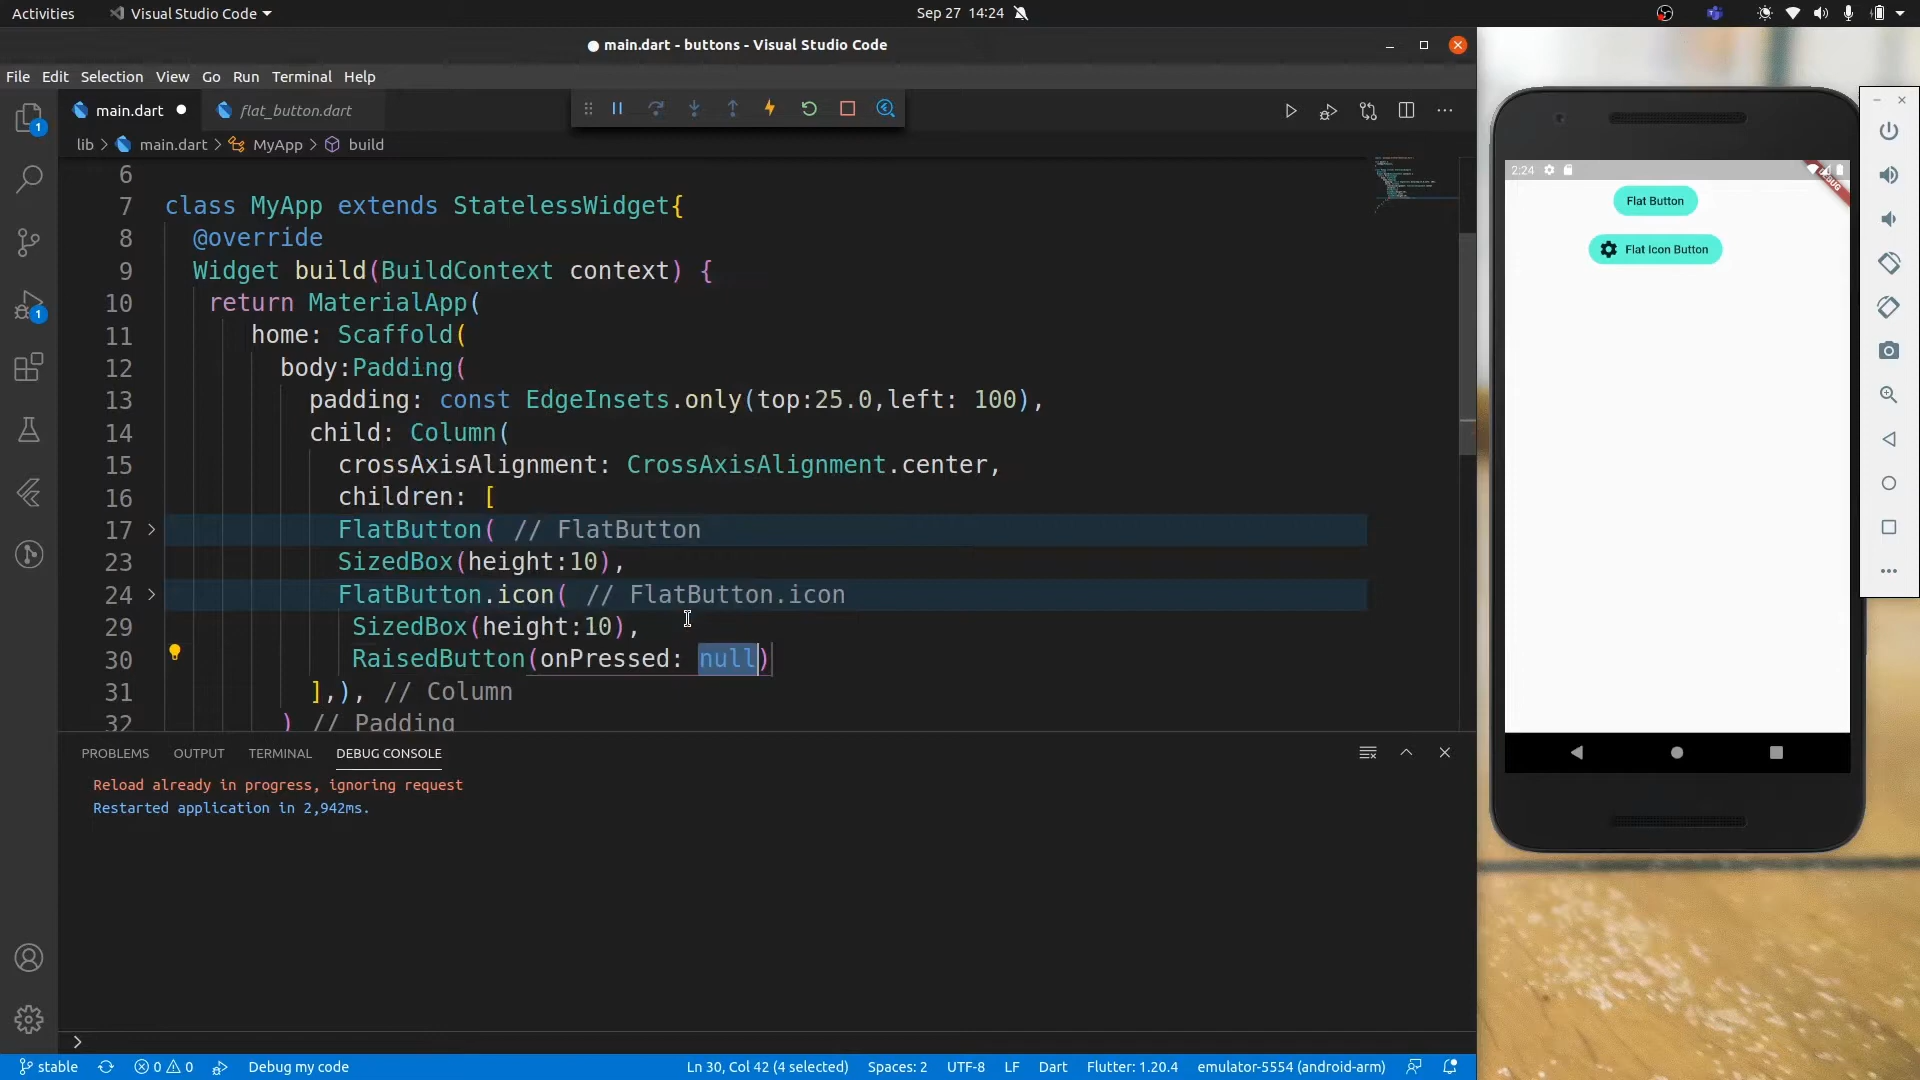 Activities
Visual Studio Code
Sep 27 14:24
● main.dart - buttons - Visual Studio Code
File Edit Selection View Go Run Terminal Help
main.dart ●
flat_button.dart
lib > main.dart > MyApp > build
6
7 class MyApp extends StatelessWidget{
8 @override
9 Widget build(BuildContext context) {
10 return MaterialApp(
11 home: Scaffold(
12 body:Padding(
13 padding: const EdgeInsets.only(top:25.0,left: 100),
14 child: Column(
15 crossAxisAlignment: CrossAxisAlignment.center,
16 children: [
17 FlatButton( // FlatButton
23 SizedBox(height:10),
24 FlatButton.icon( // FlatButton.icon
29 SizedBox(height:10),
30 RaisedButton(onPressed: null)
31 ],), // Column
32 ) // Padding
PROBLEMS OUTPUT TERMINAL DEBUG CONSOLE
Reload already in progress, ignoring request
Restarted application in 2,942ms.
>
stable
0 0
Debug my code
Ln 30, Col 42 (4 selected)
Spaces: 2
UTF-8
LF
Dart
Flutter: 1.20.4
emulator-5554 (android-arm)
1
1
2:24
DEBUG
Flat Button
Flat Icon Button